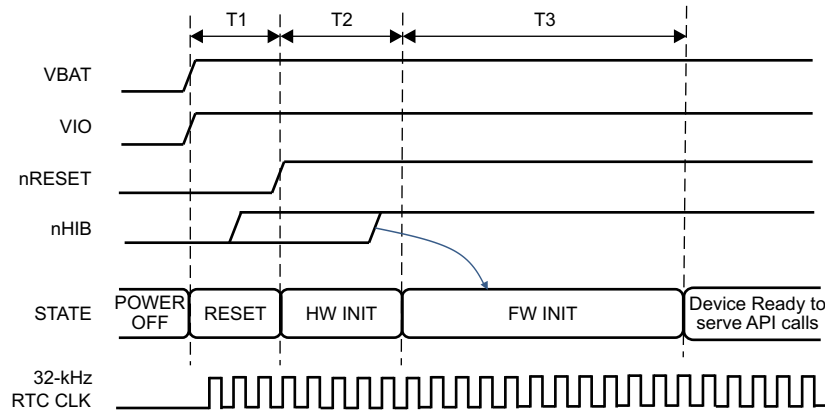 T1
T2
T3
VBAT
VIO
nRESET
nHIB
STATE
POWER
OFF
RESET
HW INIT
FW INIT
Device Ready to
serve API calls
32-kHz
RTC CLK